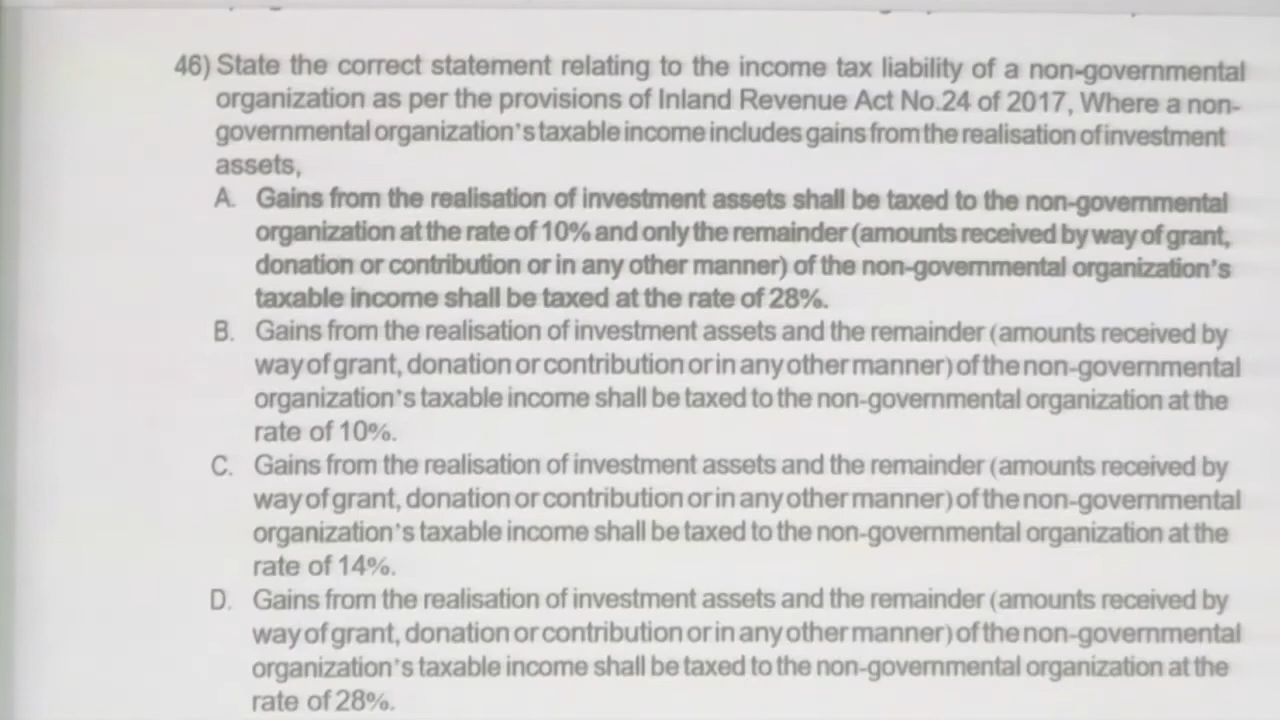 46) State the correct statement relating to the income tax liability of a non-governmental
organization as per the provisions of Inland Revenue Act No.24 of 2017, Where a non-
governmental organization's taxable income includes gains from the realisation of investment
assets,
A. Gains from the realisation of investment assets shall be taxed to the non-governmental
organization at the rate of 10% and only the remainder (amounts received by way of grant,
donation or contribution or in any other manner) of the non-governmental organization's
taxable income shall be taxed at the rate of 28%.
B. Gains from the realisation of investment assets and the remainder (amounts received by
way of grant, donation or contribution or in any other manner) of the non-governmental
organization's taxable income shall be taxed to the non-governmental organization at the
rate of 10%.
C. Gains from the realisation of investment assets and the remainder (amounts received by
way of grant, donation or contribution or in any other manner) of the non-governmental
organization's taxable income shall be taxed to the non-governmental organization at the
rate of 14%.
D. Gains from the realisation of investment assets and the remainder (amounts received by
way of grant, donation or contribution or in any other manner) of the non-governmental
organization's taxable income shall be taxed to the non-governmental organization at the
rate of 28%.